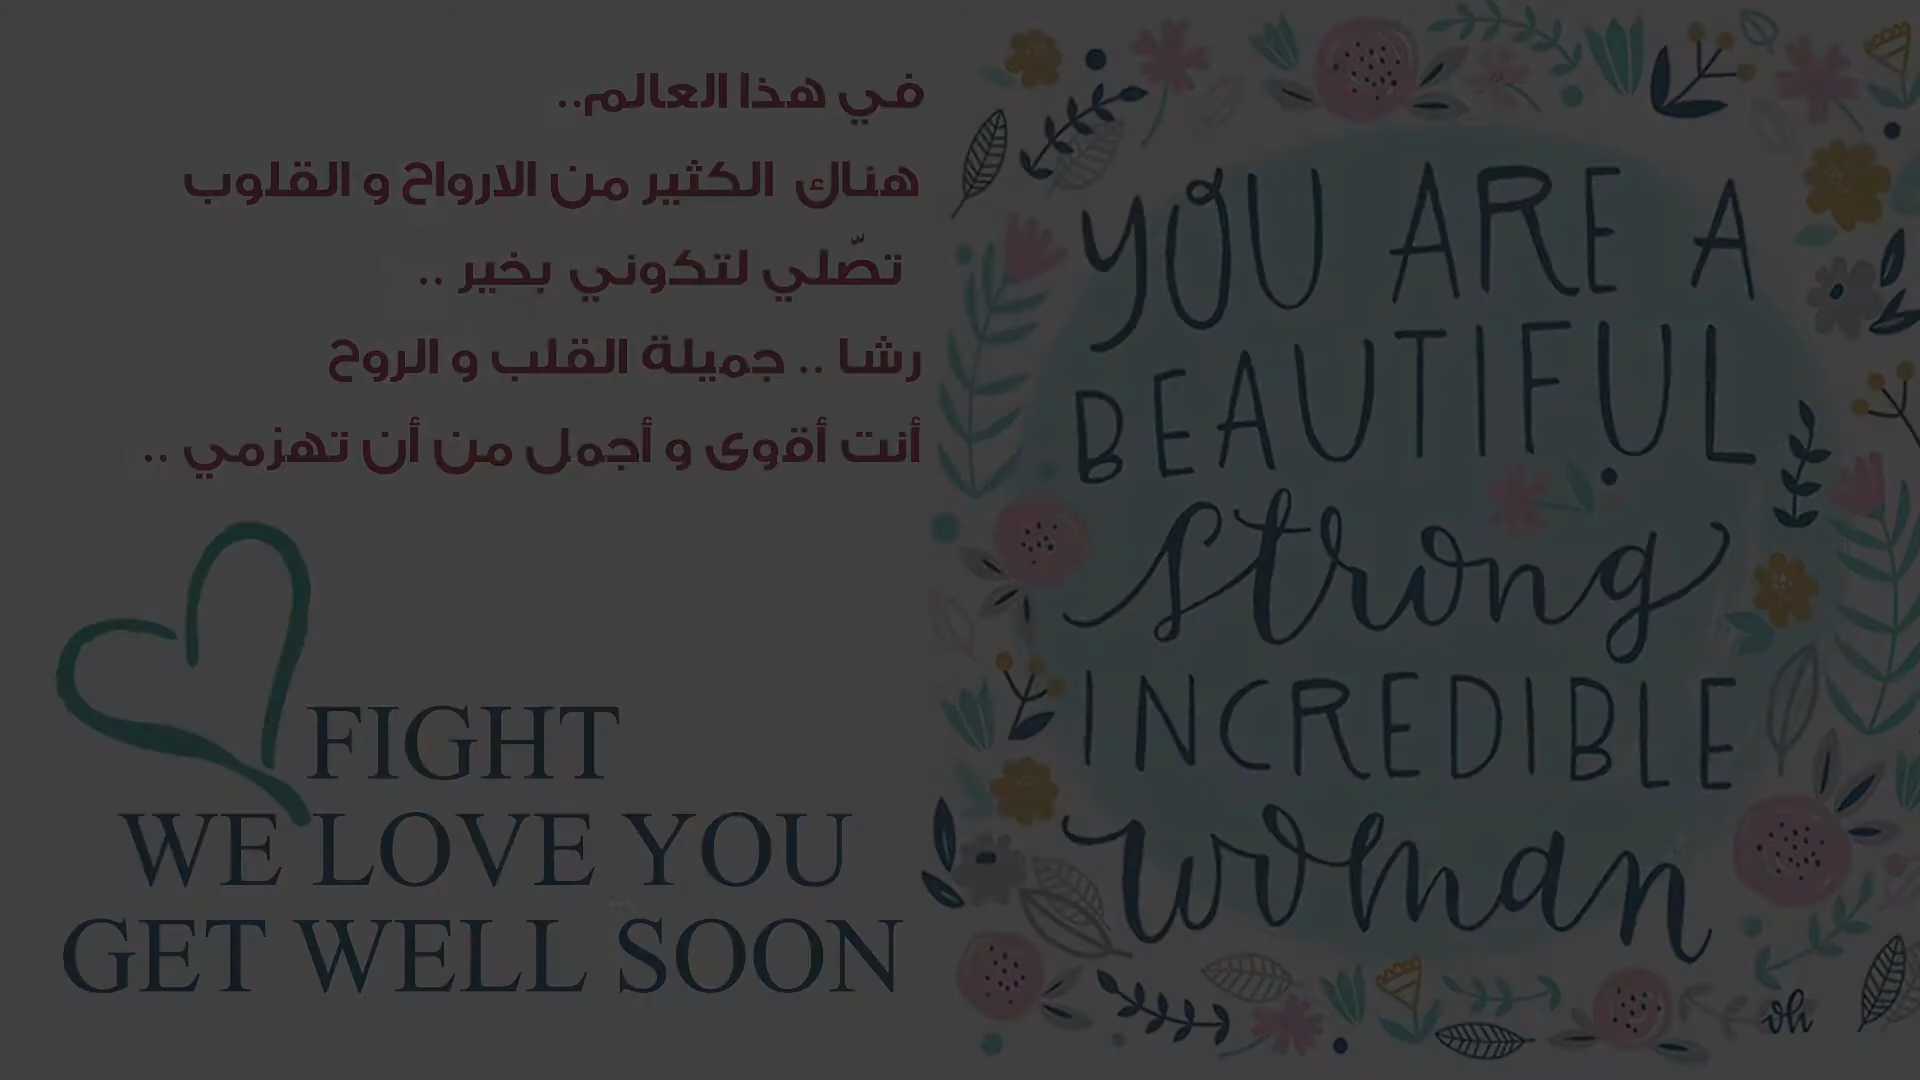 في هذا العالم..
هناك الكثير من الارواح و القلوب
تصّلي لتكوني بخير ..
رشا .. جميلة القلب و الروح
أنت أقوى و أجمل من أن تهزمي ..
FIGHT
WE LOVE YOU
GET WELL SOON
YOU ARE A
BEAUTIFUL
strong
INCREDIBLE
woman
vh